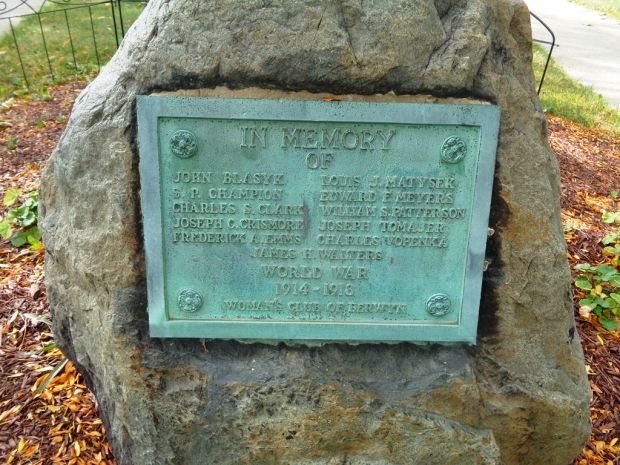 IN MEMORY
OF
JOHN BLASYK LOUIS J. MATYSEK
S. P. CHAMPION EDWARD F. MEYERS
CHARLES S. CLARK WILLIAM S. PATTERSON
JOSEPH C. CRISMORE JOSEPH TOMAJER
FREDERICK A. EMMS CHARLES VOPENKA
JAMES H. WALTERS
WORLD WAR
1914-1918
WOMAN'S CLUB OF BERWYN